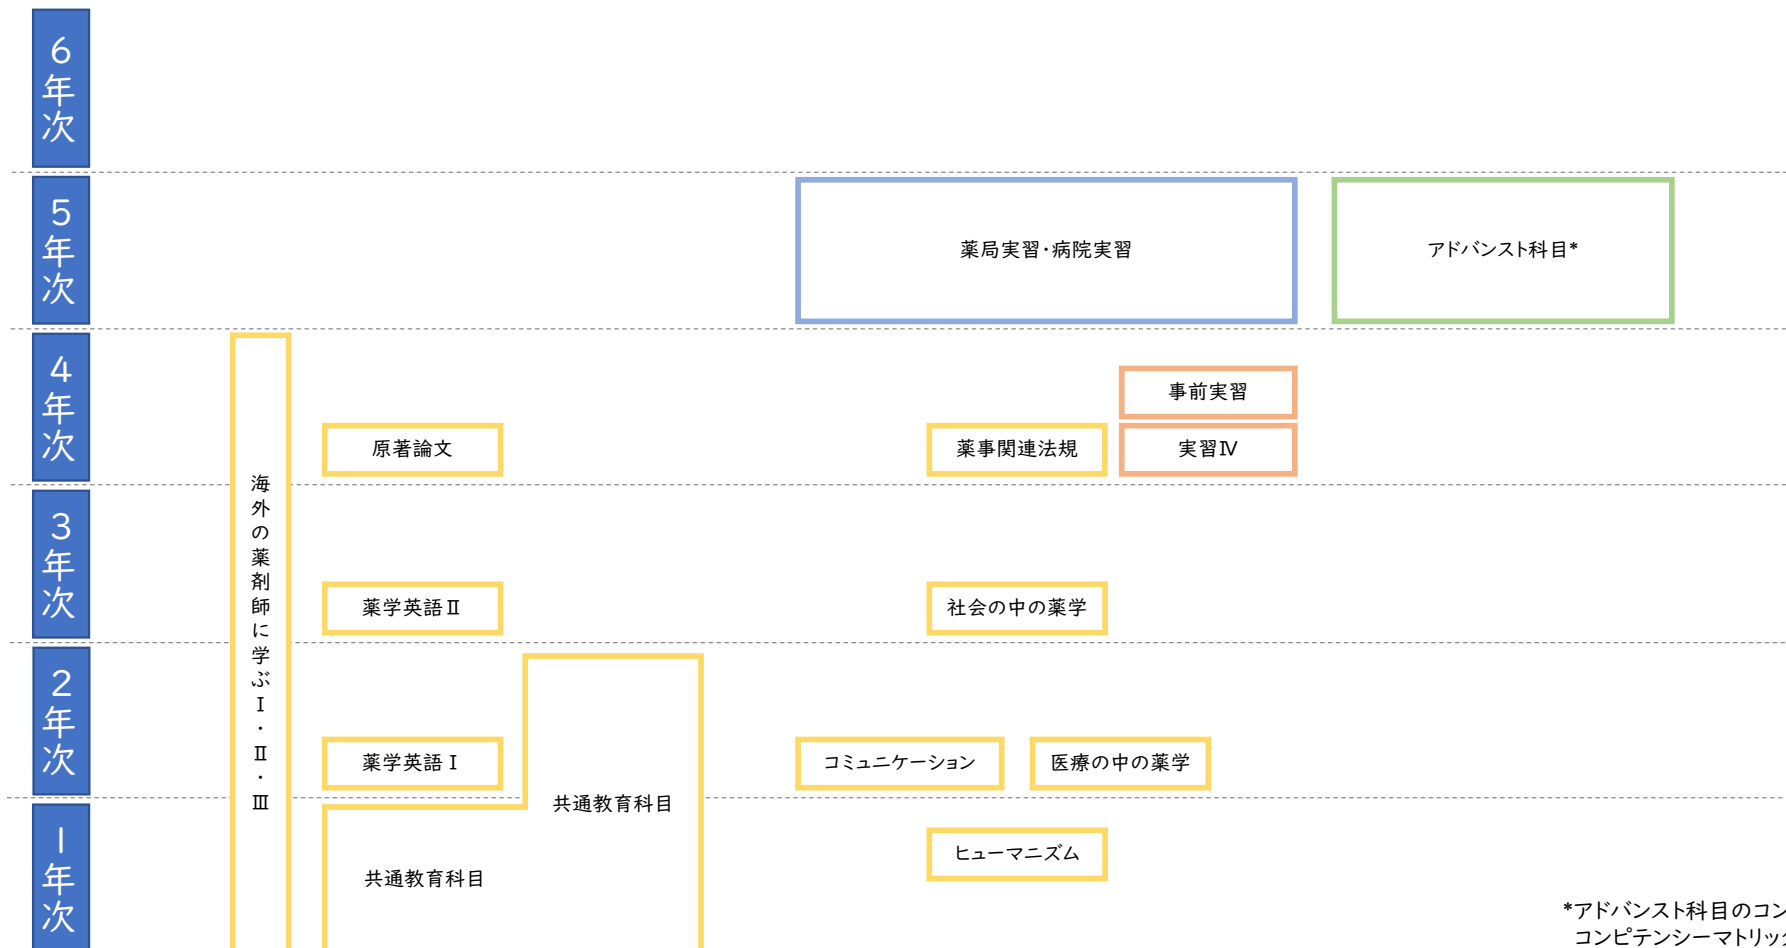 6年次
5年次
薬局実習・病院実習
アドバンスト科目*
4年次
事前実習
原著論文
薬事関連法規
実習Ⅳ
海外の薬剤師に学ぶⅠ・Ⅱ・Ⅲ
3年次
薬学英語Ⅱ
社会の中の薬学
2年次
薬学英語Ⅰ
コミュニケーション
医療の中の薬学
共通教育科目
1年次
ヒューマニズム
共通教育科目
*アドバンスト科目のコン
コンピテンシーマトリッ